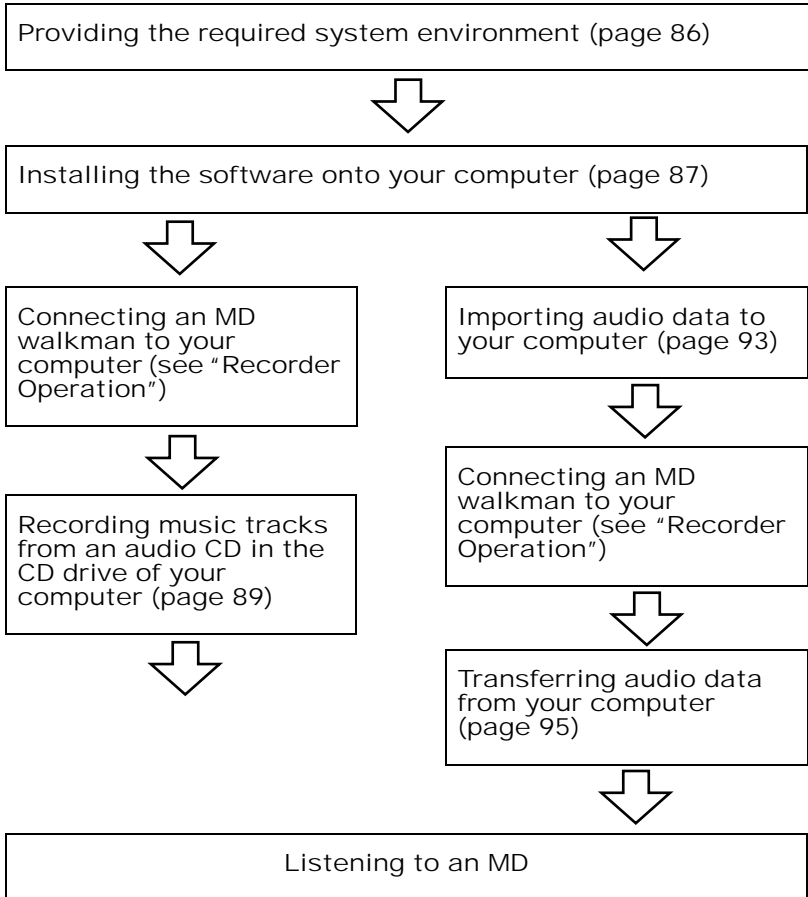 Providing the required system environment (page 86)
Installing the software onto your computer (page 87)
Connecting an MD
walkman to your
computer (see “Recorder
Operation”)
Recording music tracks
from an audio CD in the
CD drive of your
computer (page 89)
Importing audio data to
your computer (page 93)
Connecting an MD
walkman to your
computer (see “Recorder
Operation”)
Transferring audio data
from your computer
(page 95)
Listening to an MD